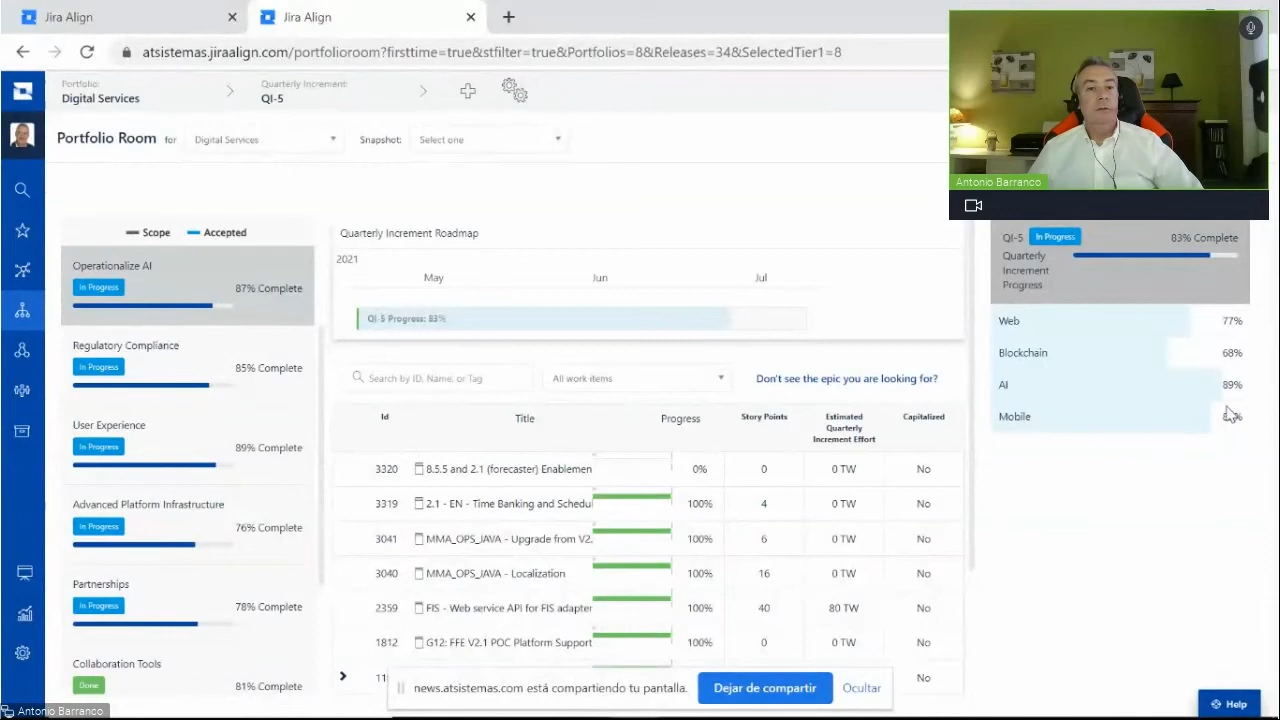 Jira Align
Jira Align
atsistemas.jiraalign.com/portfolioroom?firsttime=true&stfilter=true&Portfolios=8&Releases=34&SelectedTier1=8
Portfolio:
Digital Services
Quarterly Increment:
QI-5
Portfolio Room for Digital Services Snapshot: Select one
Antonio Barranco
Scope Accepted
Operationalize AI
In Progress 87% Complete
Regulatory Compliance
In Progress 85% Complete
User Experience
In Progress 89% Complete
Advanced Platform Infrastructure
In Progress 76% Complete
Partnerships
In Progress 78% Complete
Collaboration Tools
Done 81% Complete
Quarterly Increment Roadmap
2021
May Jun Jul
QI-5 Progress: 83%
Search by ID, Name, or Tag All work items Don't see the epic you are looking for?
Id Title Progress Story Points Estimated Quarterly Increment Effort Capitalized
3320 8.5.5 and 2.1 (forecaster) Enablemen 0% 0 0 TW No
3319 2.1 - EN - Time Banking and Schedu 100% 4 0 TW No
3041 MMA_OPS_JAVA - Upgrade from V2. 100% 6 0 TW No
3040 MMA_OPS_JAVA - Localization 100% 16 0 TW No
2359 FIS - Web service API for FIS adapter 100% 40 80 TW No
1812 G12: FFE V2.1 POC Platform Support 100% 0 0 TW No
No
QI-5 In Progress 83% Complete
Quarterly
Increment
Progress
Web 77%
Blockchain 68%
AI 89%
Mobile
news.atsistemas.com está compartiendo tu pantalla. Dejar de compartir Ocultar
Help
Antonio Barranco